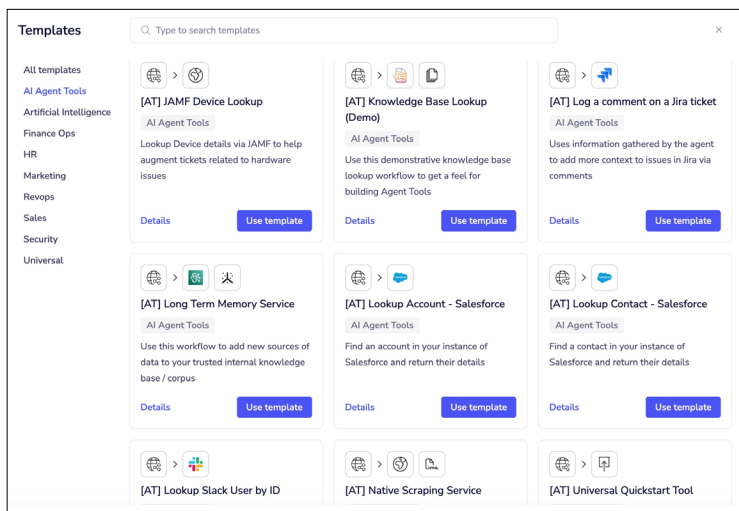 Templates
Type to search templates
All templates
AI Agent Tools
Artificial Intelligence
Finance Ops
HR
Marketing
Revops
Sales
Security
Universal
[AT] JAMF Device Lookup
AI Agent Tools
Lookup Device details via JAMF to help
augment tickets related to hardware
issues
Details
Use template
[AT] Knowledge Base Lookup
(Demo)
AI Agent Tools
Use this demonstrative knowledge base
lookup workflow to get a feel for
building Agent Tools
Details
Use template
[AT] Log a comment on a Jira ticket
AI Agent Tools
Uses information gathered by the agent
to add more context to issues in Jira via
comments
Details
Use template
[AT] Long Term Memory Service
AI Agent Tools
Use this workflow to add new sources of
data to your trusted internal knowledge
base / corpus
Details
Use template
[AT] Lookup Account - Salesforce
AI Agent Tools
Find an account in your instance of
Salesforce and return their details
Details
Use template
[AT] Lookup Contact - Salesforce
AI Agent Tools
Find a contact in your instance of
Salesforce and return their details
Details
Use template
[AT] Lookup Slack User by ID
[AT] Native Scraping Service
[AT] Universal Quickstart Tool